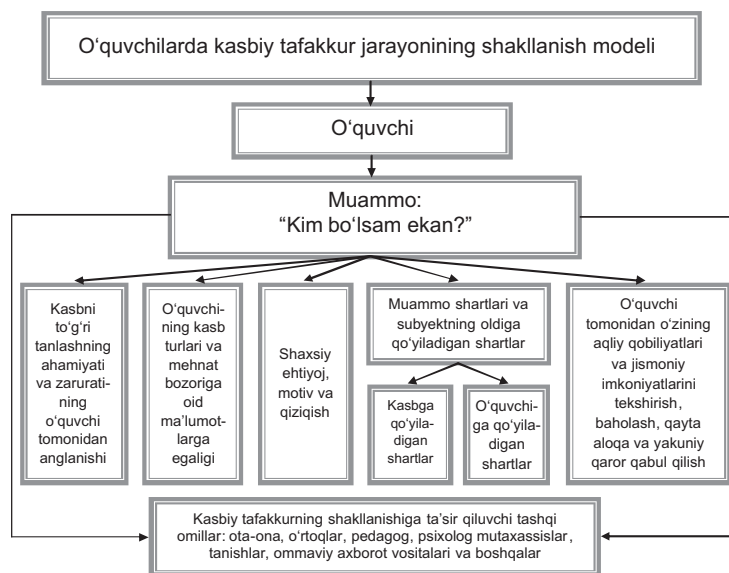 O‘quvchilarda kasbiy tafakkur jarayonining shakllanish modeli
O‘quvchi
Muammo:
“Kim bo‘lsam ekan?”
Kasbni
to‘g‘ri
tanlashning
ahamiyati
va zarurati-
ning
o‘quvchi
tomonidan
anglanishi
O‘quvchi-
ning kasb
turlari va
mehnat
bozoriga
oid
ma’lumot-
larga
egaligi
Shaxsiy
ehtiyoj,
motiv va
qiziqish
Muammo shartlari va
subyektning oldiga
qo‘yiladigan shartlar
Kasbga
qo‘yila-
digan
shartlar
O‘quvchi-
ga qo‘yila-
digan
shartlar
O‘quvchi
tomonidan o‘zining
aqliy qobiliyatlari
va jismoniy
imkoniyatlarini
tekshirish,
baholash, qayta
aloqa va yakuniy
qaror qabul qilish
Kasbiy tafakkurning shakllanishiga ta’sir qiluvchi tashqi
omillar: ota-ona, o‘rtoqlar, pedagog, psixolog mutaxassislar,
tanishlar, ommaviy axborot vositalari va boshqalar